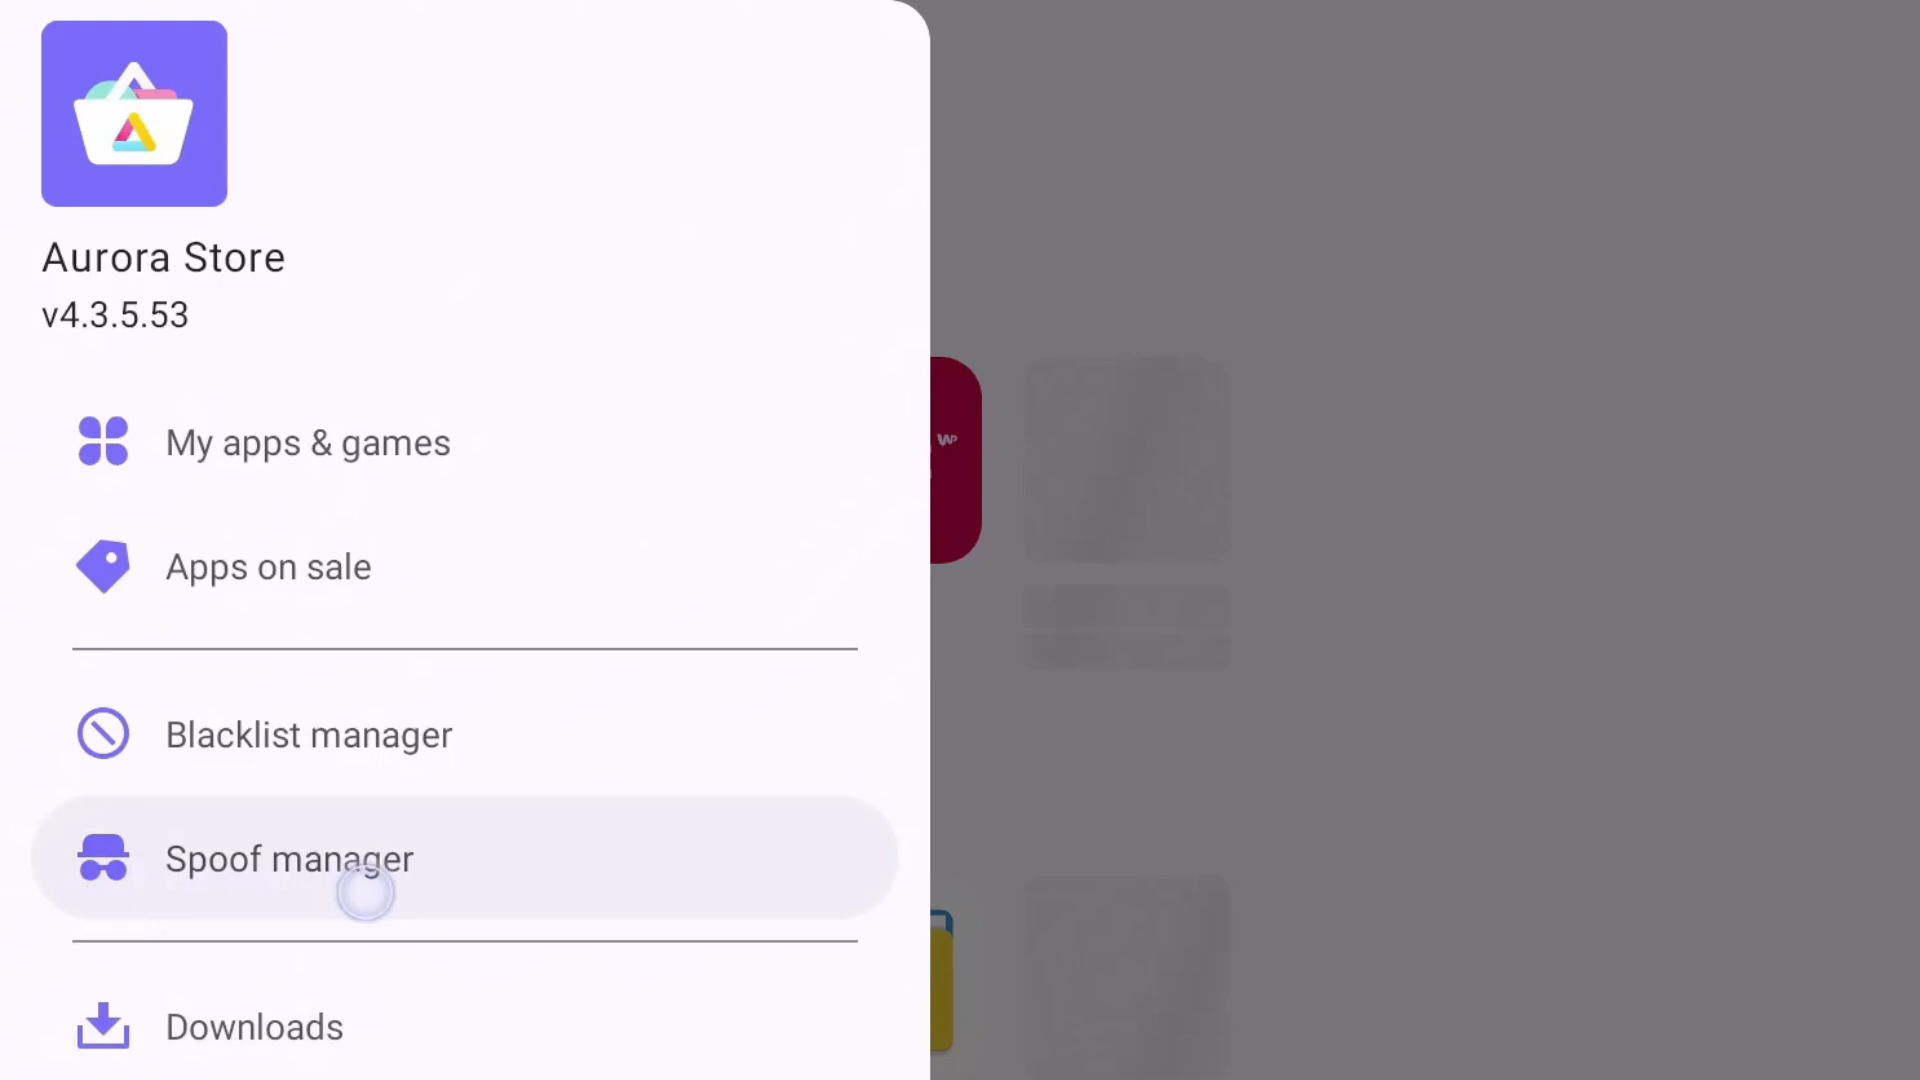 Aurora Store
v4.3.5.53
My apps & games
Apps on sale
Blacklist manager
Spoof manager
Downloads